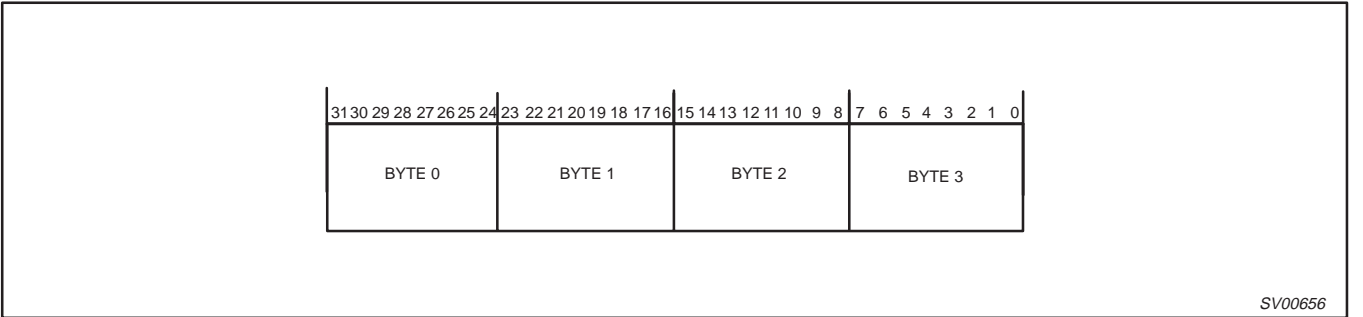 31 30 29 28 27 26 25 24 23 22 21 20 19 18 17 16 15 14 13 12 11 10 9 8 7 6 5 4 3 2 1 0
BYTE 0 BYTE 1 BYTE 2 BYTE 3
SV00656